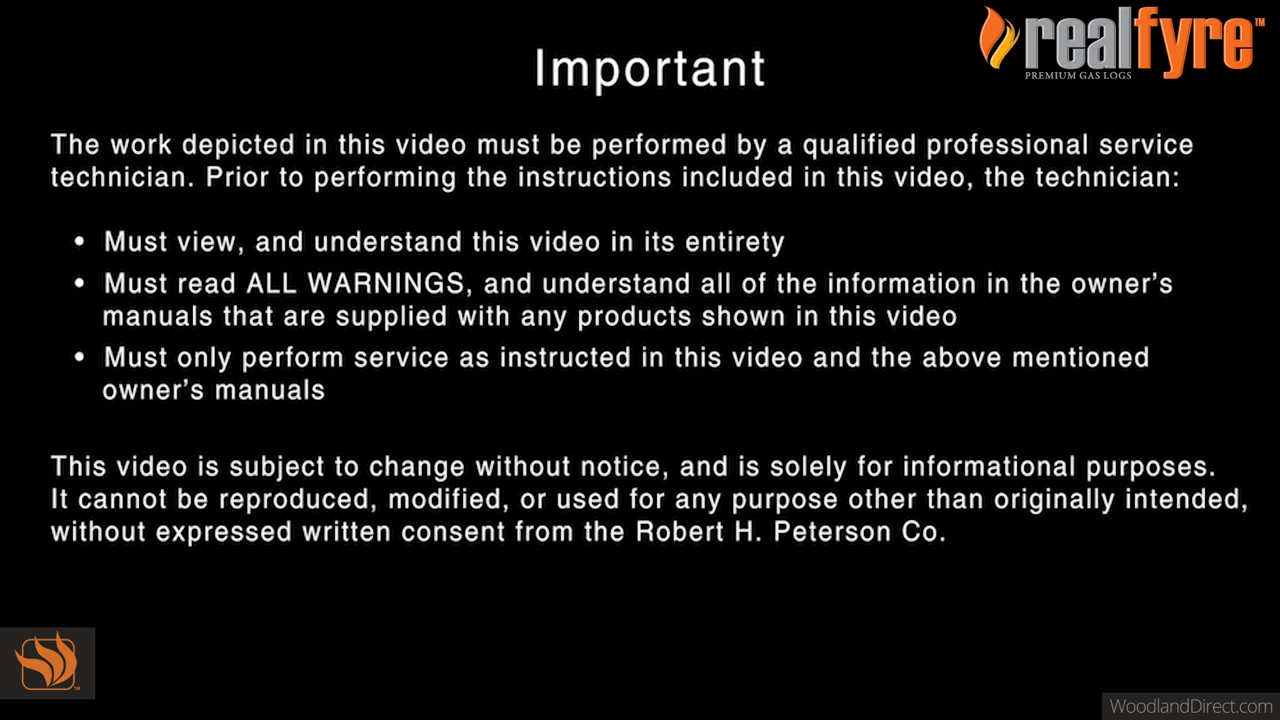 realfyre™
PREMIUM GAS LOGS
Important
The work depicted in this video must be performed by a qualified professional service
technician. Prior to performing the instructions included in this video, the technician:
• Must view, and understand this video in its entirety
• Must read ALL WARNINGS, and understand all of the information in the owner’s
manuals that are supplied with any products shown in this video
• Must only perform service as instructed in this video and the above mentioned
owner’s manuals
This video is subject to change without notice, and is solely for informational purposes.
It cannot be reproduced, modified, or used for any purpose other than originally intended,
without expressed written consent from the Robert H. Peterson Co.
™
WoodlandDirect.com